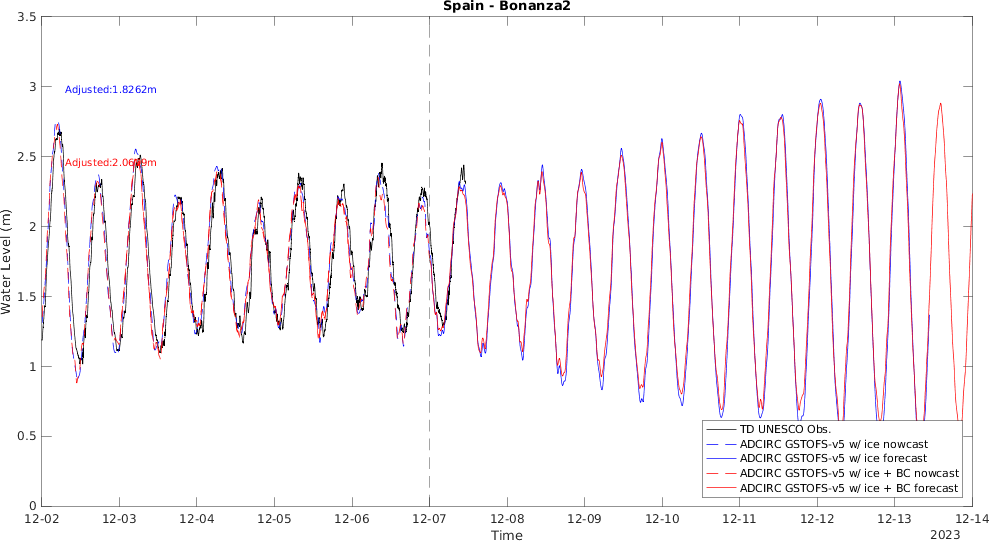 Spain - Bonanza2
3.5
3
2.5
2
1.5
1
0.5
0
Water Level (m)
Adjusted:1.8262m
TD UNESCO Obs.
ADCIRC GSTOFS-v5 w/ ice nowcast
ADCIRC GSTOFS-v5 w/ ice forecast
ADCIRC GSTOFS-v5 w/ ice + BC nowcast
ADCIRC GSTOFS-v5 w/ ice + BC forecast
12-02 12-03 12-04 12-05 12-06 12-07 12-08 12-09 12-10 12-11 12-12 12-13 12-14
Time
2023